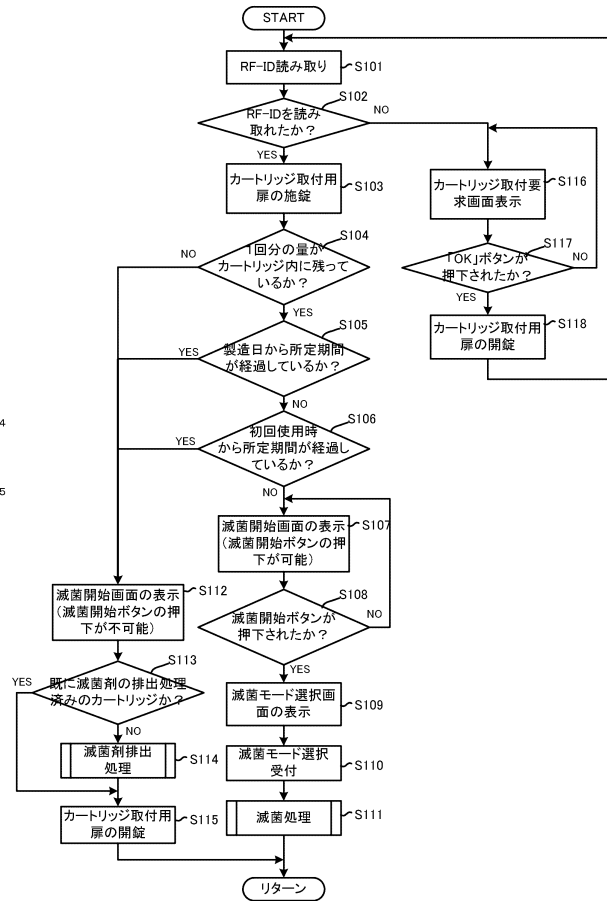 START
RF-ID読み取り
S101
RF-IDを読み
取れたか？
S102
NO
YES
カートリッジ取付用
扉の施錠
S103
カートリッジ取付要
求画面表示
S116
1回分の量が
カートリッジ内に残って
いるか？
S104
NO
YES
「OK」ボタンが
押下されたか？
S117
NO
YES
製造日から所定期間
が経過しているか？
S105
YES
NO
カートリッジ取付用
扉の開錠
S118
初回使用時
から所定期間が経過し
ているか？
S106
YES
NO
4
5
滅菌開始画面の表示
（滅菌開始ボタンの押
下が可能）
S107
滅菌開始画面の表示
（滅菌開始ボタンの押
下が不可能）
S112
滅菌開始ボタンが
押下されたか？
S108
NO
YES
既に滅菌剤の排出処理
済みのカートリッジか？
S113
YES
NO
滅菌モード選択画
面の表示
S109
滅菌剤排出
処理
S114
滅菌モード選択
受付
S110
カートリッジ取付用
扉の開錠
S115
滅菌処理
S111
リターン